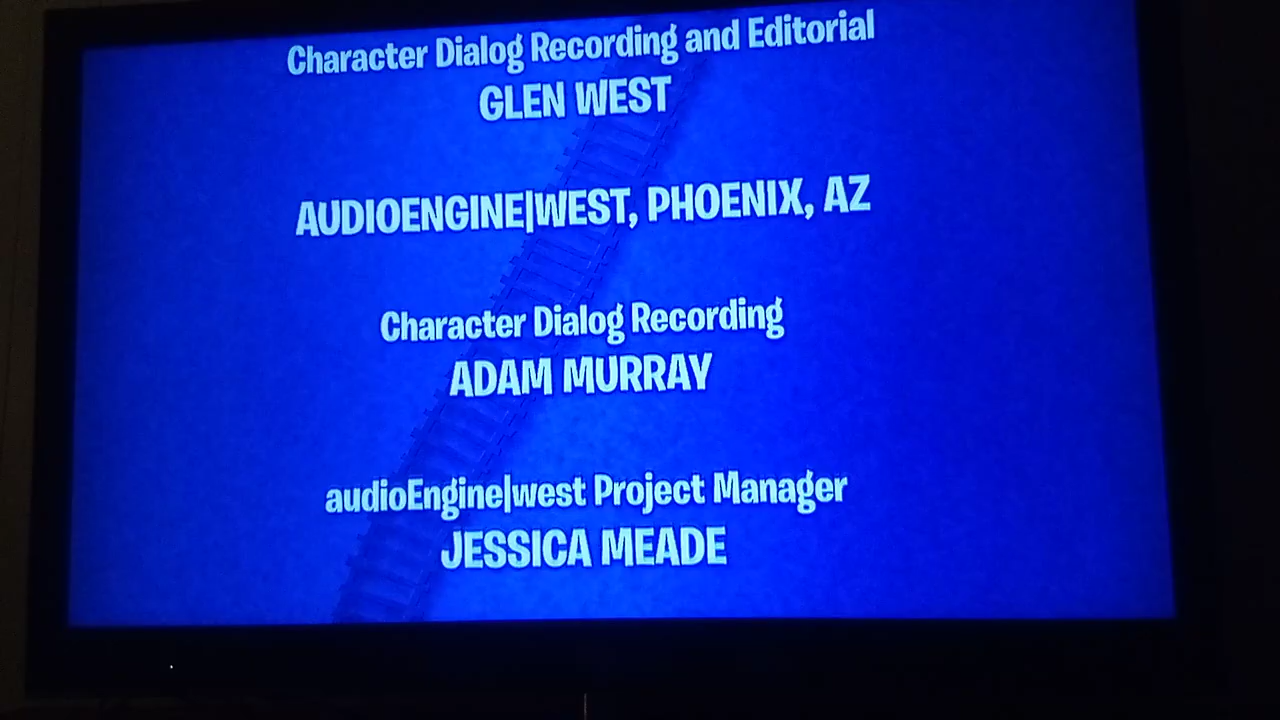 Character Dialog Recording and Editorial
GLEN WEST
AUDIOENGINE|WEST, PHOENIX, AZ
Character Dialog Recording
ADAM MURRAY
audioEngine|west Project Manager
JESSICA MEADE